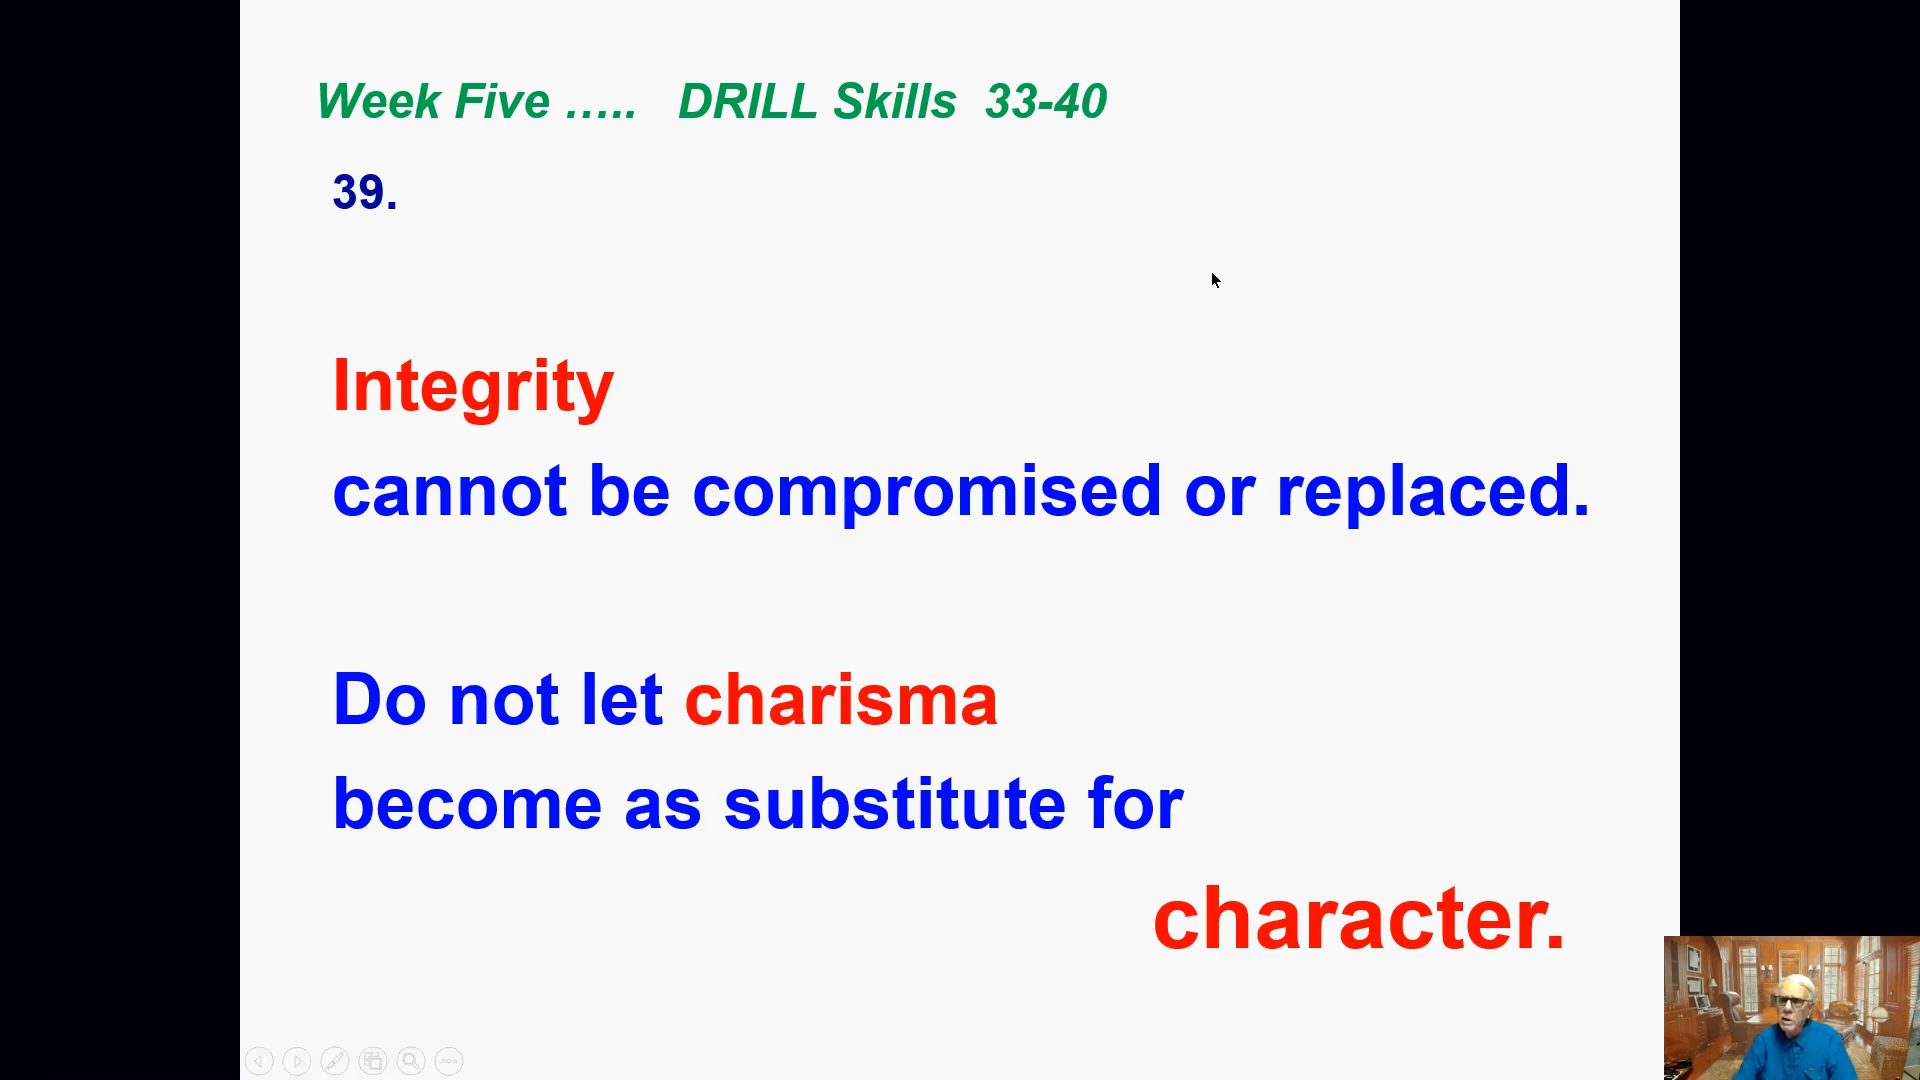 Week Five ..... DRILL Skills 33-40
39.
Integrity
cannot be compromised or replaced.
Do not let charisma
become as substitute for
character.